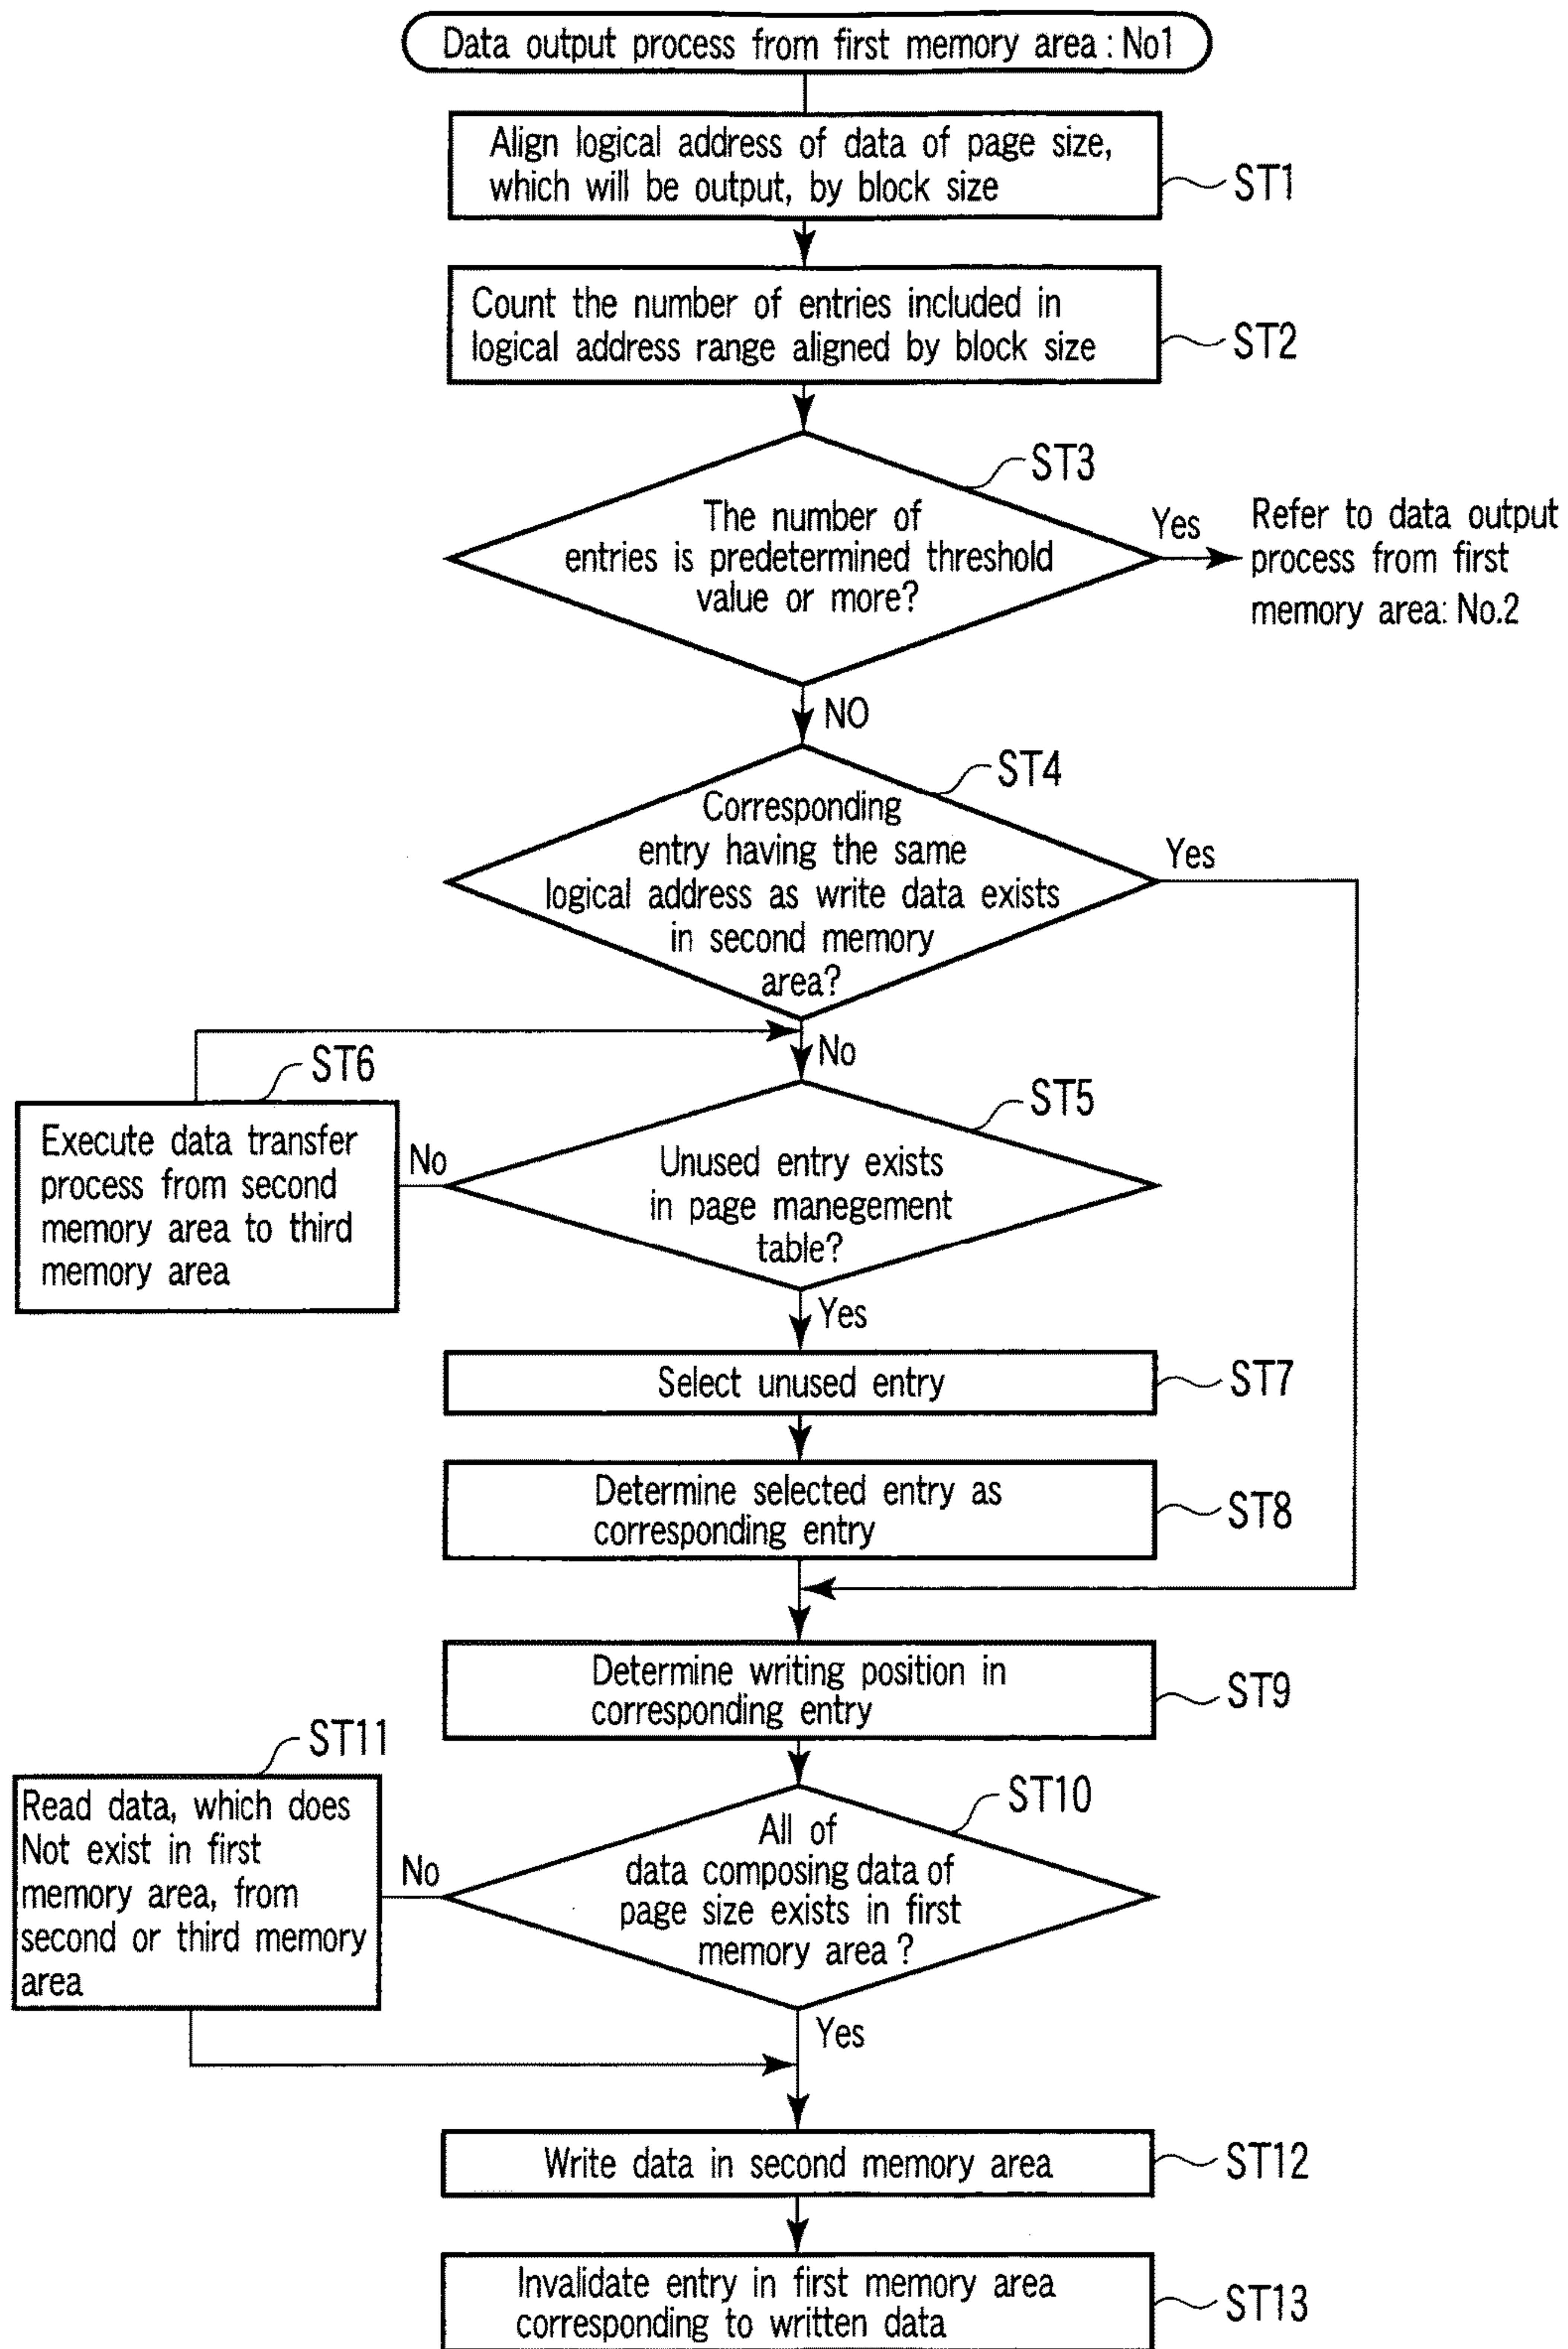 Data output process from first memory area : No1
Align logical address of data of page size,
which will be output, by block size
ST1
Count the number of entries included in
logical address range aligned by block size
ST2
ST3
The number of
entries is predetermined threshold
value or more?
Yes
Refer to data output
process from first
memory area: No.2
NO
ST4
Corresponding
entry having the same
logical address as write data exists
in second memory
area?
Yes
No
ST6
Execute data transfer
process from second
memory area to third
memory area
No
ST5
Unused entry exists
in page manegement
table?
Yes
Select unused entry
ST7
Determine selected entry as
corresponding entry
ST8
Determine writing position in
corresponding entry
ST9
ST11
Read data, which does
Not exist in first
memory area, from
second or third memory
area
No
ST10
All of
data composing data of
page size exists in first
memory area ?
Yes
Write data in second memory area
ST12
Invalidate entry in first memory area
corresponding to written data
ST13